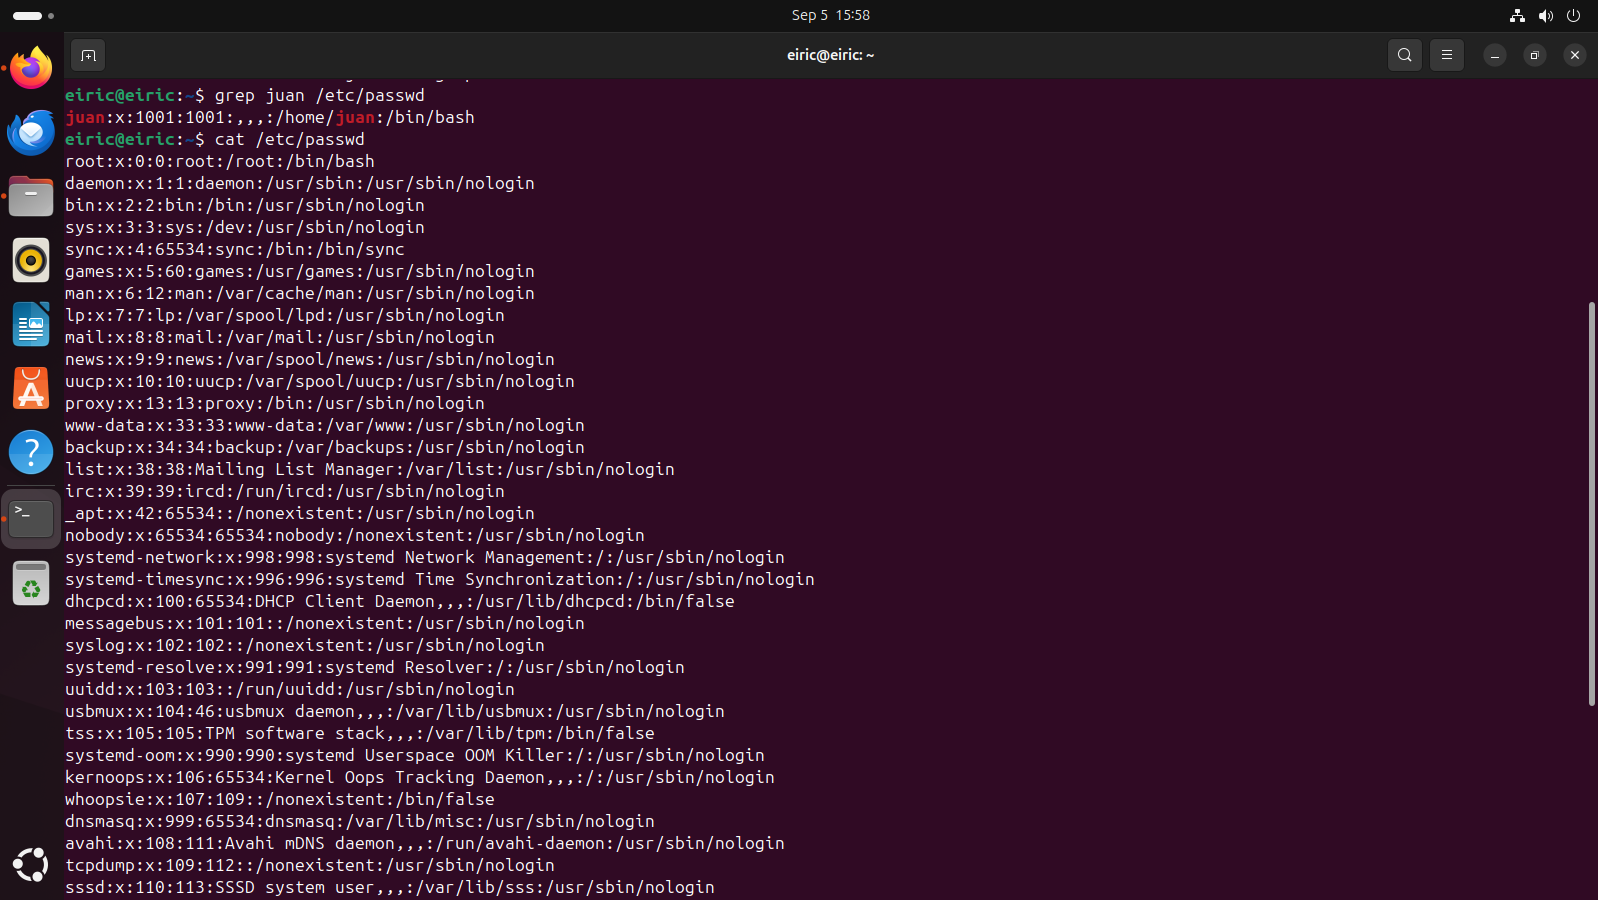 Sep 5 15:58
eiric@eiric: ~
eiric@eiric:~$ grep juan /etc/passwd
juan:x:1001:1001:,,,:/home/juan:/bin/bash
eiric@eiric:~$ cat /etc/passwd
root:x:0:0:root:/root:/bin/bash
daemon:x:1:1:daemon:/usr/sbin:/usr/sbin/nologin
bin:x:2:2:bin:/bin:/usr/sbin/nologin
sys:x:3:3:sys:/dev:/usr/sbin/nologin
sync:x:4:65534:sync:/bin:/bin/sync
games:x:5:60:games:/usr/games:/usr/sbin/nologin
man:x:6:12:man:/var/cache/man:/usr/sbin/nologin
lp:x:7:7:lp:/var/spool/lpd:/usr/sbin/nologin
mail:x:8:8:mail:/var/mail:/usr/sbin/nologin
news:x:9:9:news:/var/spool/news:/usr/sbin/nologin
uucp:x:10:10:uucp:/var/spool/uucp:/usr/sbin/nologin
proxy:x:13:13:proxy:/bin:/usr/sbin/nologin
www-data:x:33:33:www-data:/var/www:/usr/sbin/nologin
backup:x:34:34:backup:/var/backups:/usr/sbin/nologin
list:x:38:38:Mailing List Manager:/var/list:/usr/sbin/nologin
irc:x:39:39:ircd:/run/ircd:/usr/sbin/nologin
_apt:x:42:65534::/nonexistent:/usr/sbin/nologin
nobody:x:65534:65534:nobody:/nonexistent:/usr/sbin/nologin
systemd-network:x:998:998:systemd Network Management:/:/usr/sbin/nologin
systemd-timesync:x:996:996:systemd Time Synchronization:/:/usr/sbin/nologin
dhcpcd:x:100:65534:DHCP Client Daemon,,,:/usr/lib/dhcpcd:/bin/false
messagebus:x:101:101::/nonexistent:/usr/sbin/nologin
syslog:x:102:102::/nonexistent:/usr/sbin/nologin
systemd-resolve:x:991:991:systemd Resolver:/:/usr/sbin/nologin
uuidd:x:103:103::/run/uuidd:/usr/sbin/nologin
usbmux:x:104:46:usbmux daemon,,,:/var/lib/usbmux:/usr/sbin/nologin
tss:x:105:105:TPM software stack,,,:/var/lib/tpm:/bin/false
systemd-oom:x:990:990:systemd Userspace OOM Killer:/:/usr/sbin/nologin
kernoops:x:106:65534:Kernel Oops Tracking Daemon,,,:/:/usr/sbin/nologin
whoopsie:x:107:109::/nonexistent:/bin/false
dnsmasq:x:999:65534:dnsmasq:/var/lib/misc:/usr/sbin/nologin
avahi:x:108:111:Avahi mDNS daemon,,,:/run/avahi-daemon:/usr/sbin/nologin
tcpdump:x:109:112::/nonexistent:/usr/sbin/nologin
sssd:x:110:113:SSSD system user,,,:/var/lib/sss:/usr/sbin/nologin